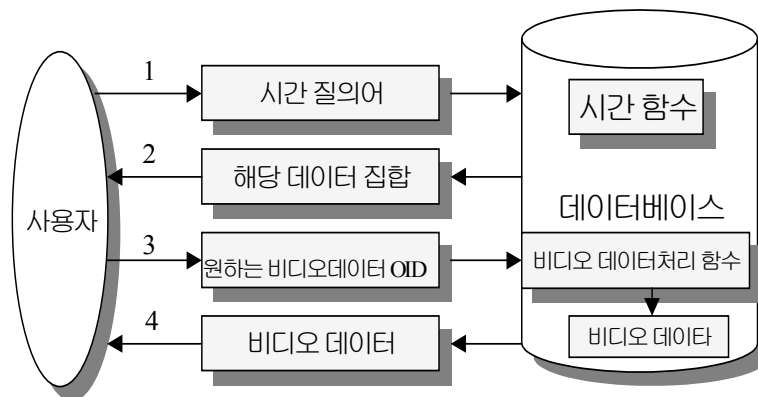 1
시간 질의어
시간 함수
2
해당 데이터 집합
사용자
데이터베이스
3
원하는 비디오데이터 OID
비디오 데이터처리 함수
4
비디오 데이터
비디오 데이타